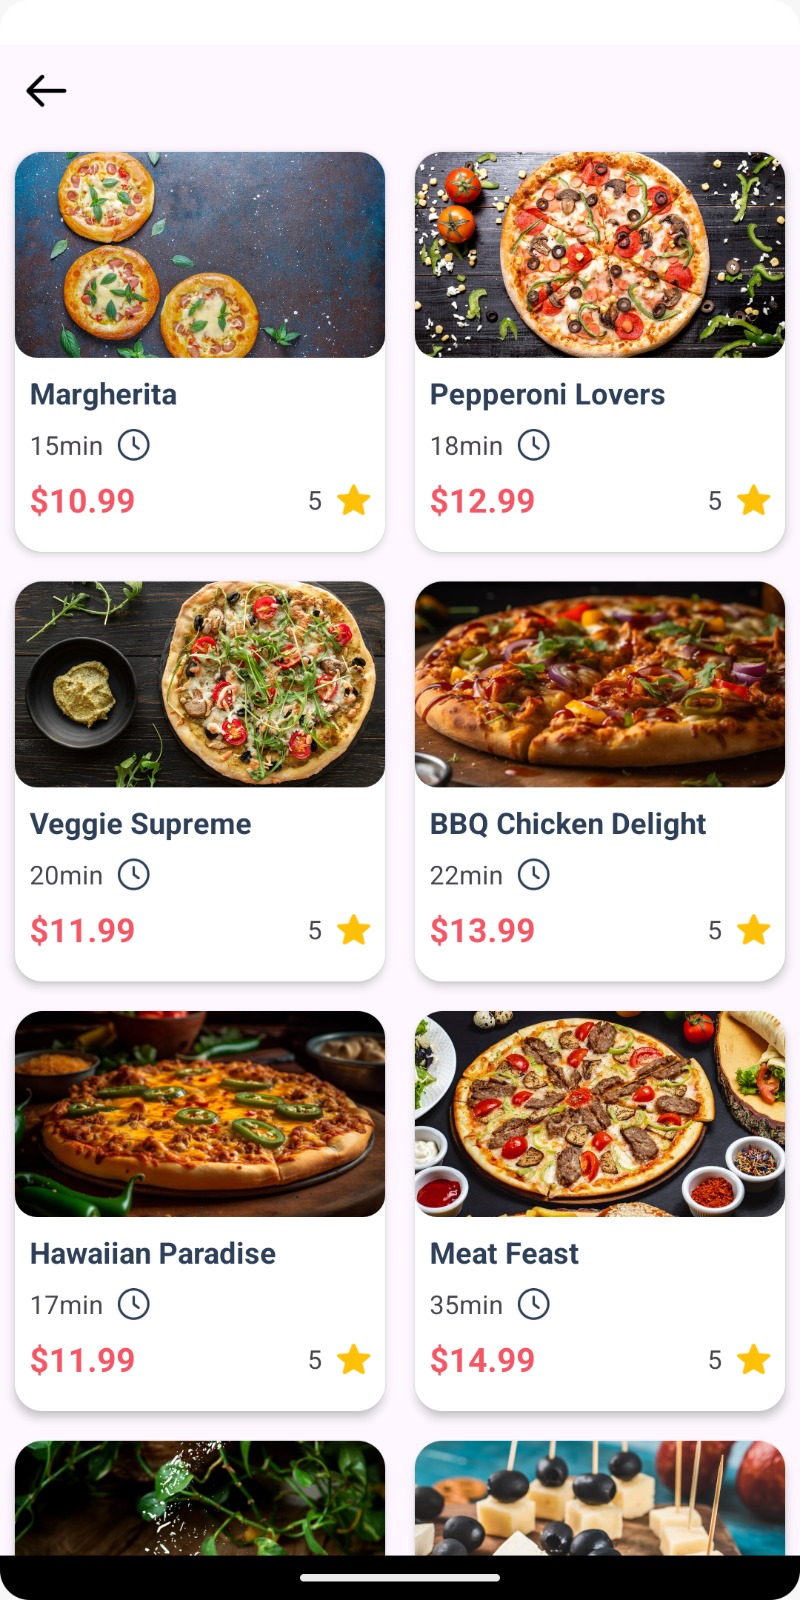 Margherita
15min
$10.99
5
Pepperoni Lovers
18min
$12.99
5
Veggie Supreme
20min
$11.99
5
BBQ Chicken Delight
22min
$13.99
5
Hawaiian Paradise
17min
$11.99
5
Meat Feast
35min
$14.99
5